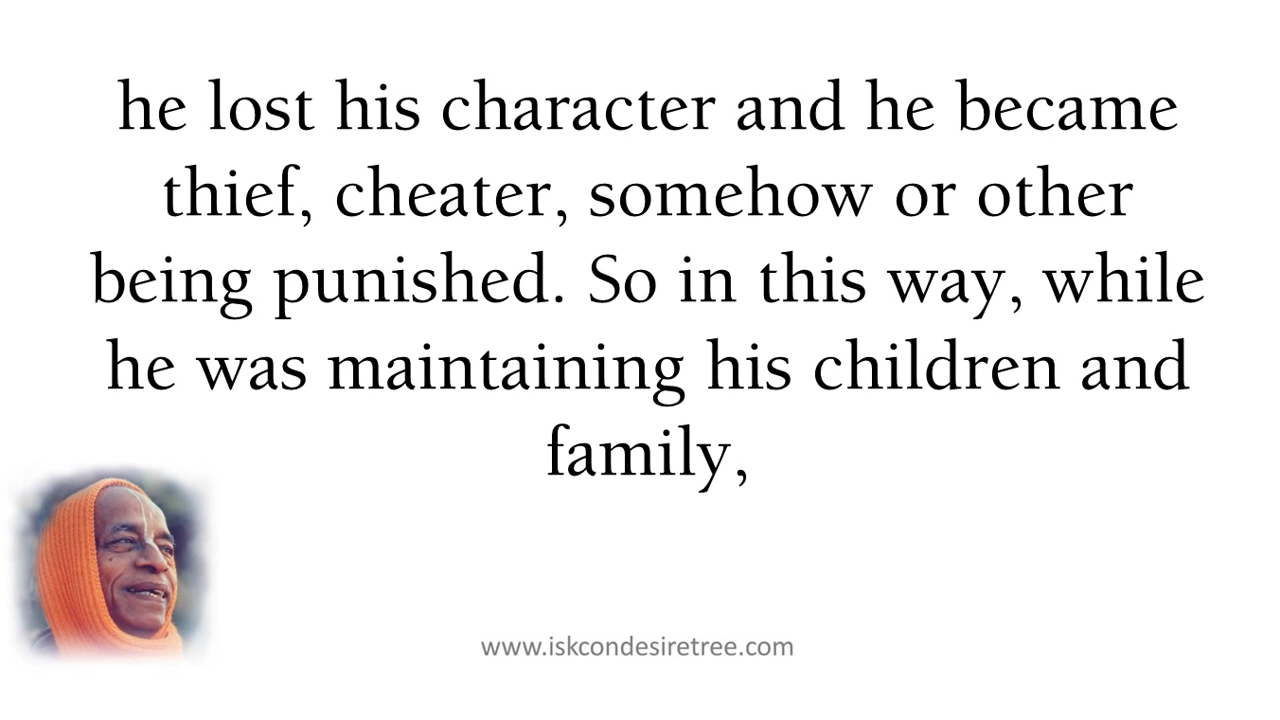 he lost his character and he became
thief, cheater, somehow or other
being punished. So in this way, while
he was maintaining his children and
family,
www.iskcondesiretree.com